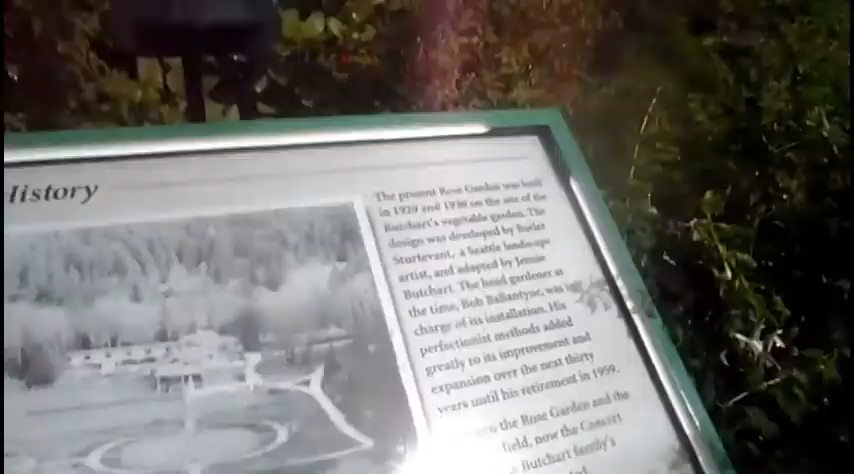 History
The present Rose Garden was built
in 1929 and 1930 on the site of the
Butchart's vegetable garden. The
design was developed by Butler
Sturtevant, a Seattle landscape
artist, and adapted by Jennie
Butchart. The head gardener at
the time, Bob Ballantyne, was in
charge of its installation. His
perfectionist methods added
greatly to its improvement and
expansion over the next thirty
years until his retirement in 1959.
the Rose Garden and the
field, now the Concert
Butchart family's